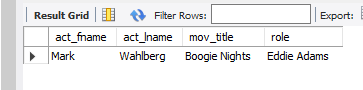 Result Grid Filter Rows: Export:
act_fname act_lname mov_title role
Mark Wahlberg Boogie Nights Eddie Adams